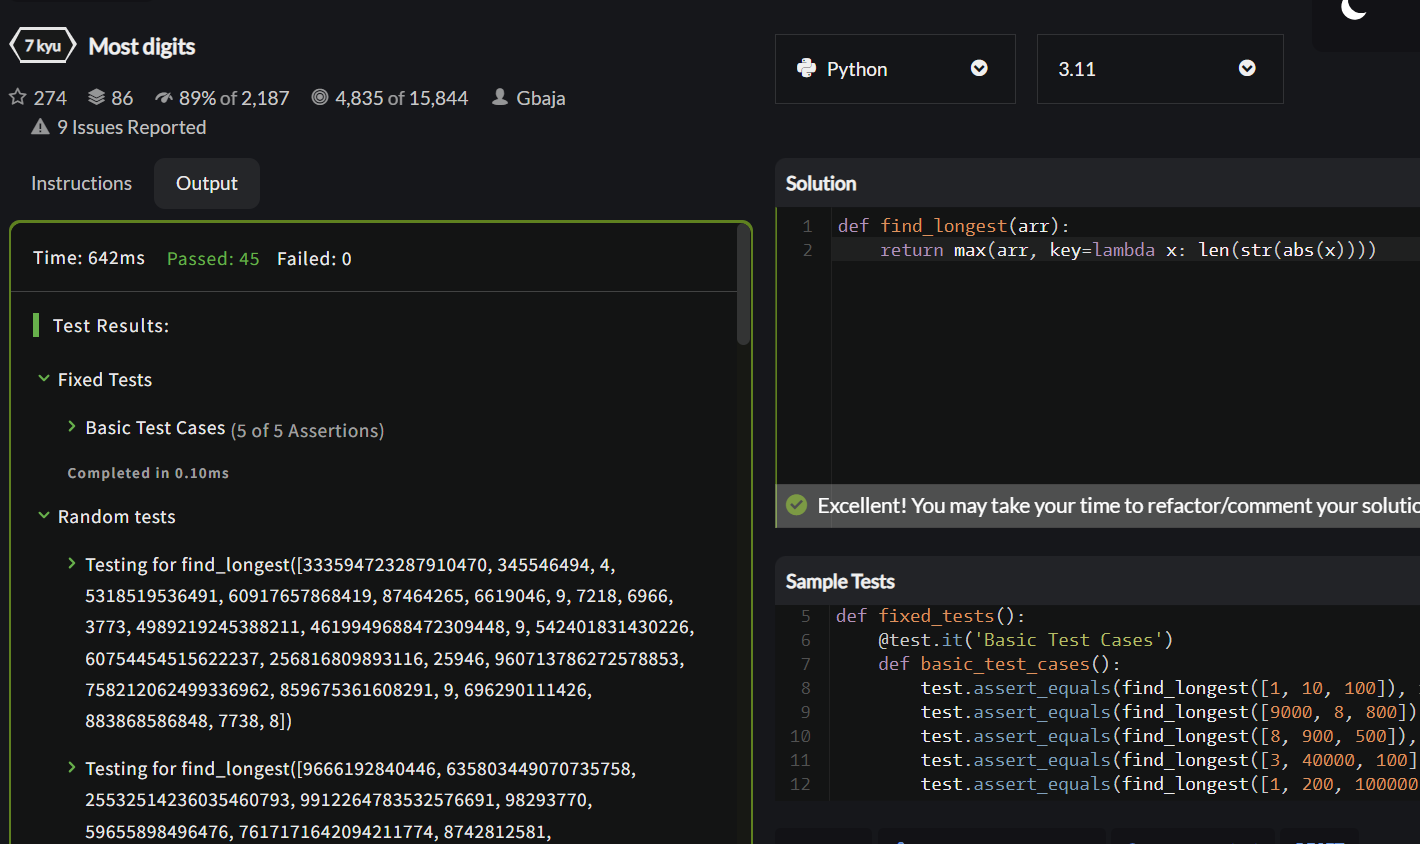 7 kyu Most digits
274 86 89% of 2,187 4,835 of 15,844 Gbaja
9 Issues Reported
Instructions Output
Time: 642ms Passed: 45 Failed: 0
Test Results:
Fixed Tests
Basic Test Cases (5 of 5 Assertions)
Completed in 0.10ms
Random tests
Testing for find_longest([333594723287910470, 345546494, 4,
5318519536491, 60917657868419, 87464265, 6619046, 9, 7218, 6966,
3773, 4989219245388211, 4619949688472309448, 9, 542401831430226,
60754454515622237, 256816809893116, 25946, 960713786272578853,
758212062499336962, 859675361608291, 9, 696290111426,
883868586848, 7738, 8])
Testing for find_longest([9666192840446, 635803449070735758,
25532514236035460793, 9912264783532576691, 98293770,
59655898496476, 7617171642094211774, 8742812581,
Python 3.11
Solution
1 def find_longest(arr):
2 return max(arr, key=lambda x: len(str(abs(x))))
Excellent! You may take your time to refactor/comment your solutio
Sample Tests
5 def fixed_tests():
6 @test.it('Basic Test Cases')
7 def basic_test_cases():
8 test.assert_equals(find_longest([1, 10, 100]),
9 test.assert_equals(find_longest([9000, 8, 800])
10 test.assert_equals(find_longest([8, 900, 500]),
11 test.assert_equals(find_longest([3, 40000, 100]
12 test.assert_equals(find_longest([1, 200, 100000